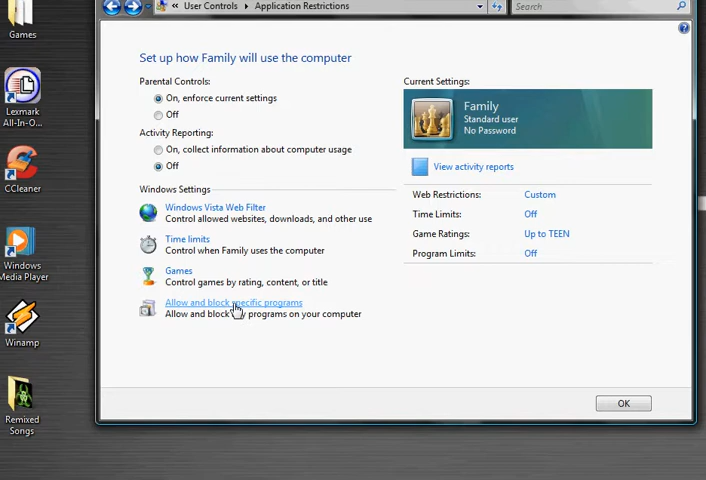 User Controls
Application Restrictions
Search
Games
Lexmark
All-In-O...
CCleaner
Windows
Media Player
Winamp
Remixed
Songs
Set up how Family will use the computer
Parental Controls:
On, enforce current settings
Off
Activity Reporting:
On, collect information about computer usage
Off
Windows Settings
Windows Vista Web Filter
Control allowed websites, downloads, and other use
Time limits
Control when Family uses the computer
Games
Control games by rating, content, or title
Allow and block specific programs
Allow and block any programs on your computer
Current Settings:
Family
Standard user
No Password
View activity reports
Web Restrictions: Custom
Time Limits: Off
Game Ratings: Up to TEEN
Program Limits: Off
OK